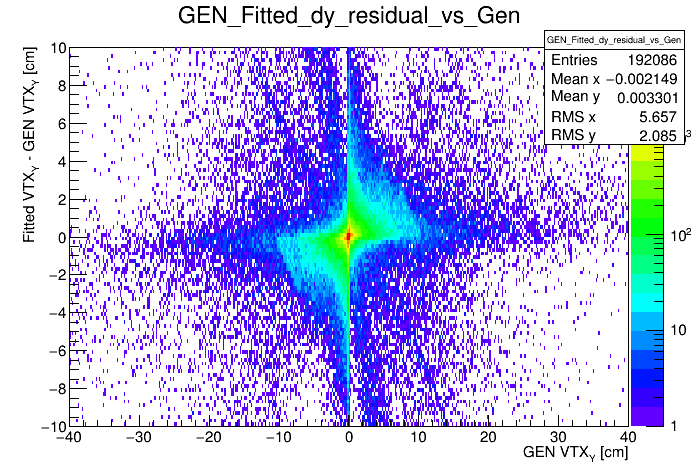 GEN_Fitted_dy_residual_vs_Gen
GEN_Fitted_dy_residual_vs_Gen
Entries 192086
Mean x −0.002149
Mean y 0.003301
RMS x 5.657
RMS y 2.085
Fitted VTX_Y - GEN VTX_Y [cm]
10
8
6
4
2
0
−2
−4
−6
−8
−10
−40 −30 −20 −10 0 10 20 30 40
GEN VTX_Y [cm]
3
10²
10
1